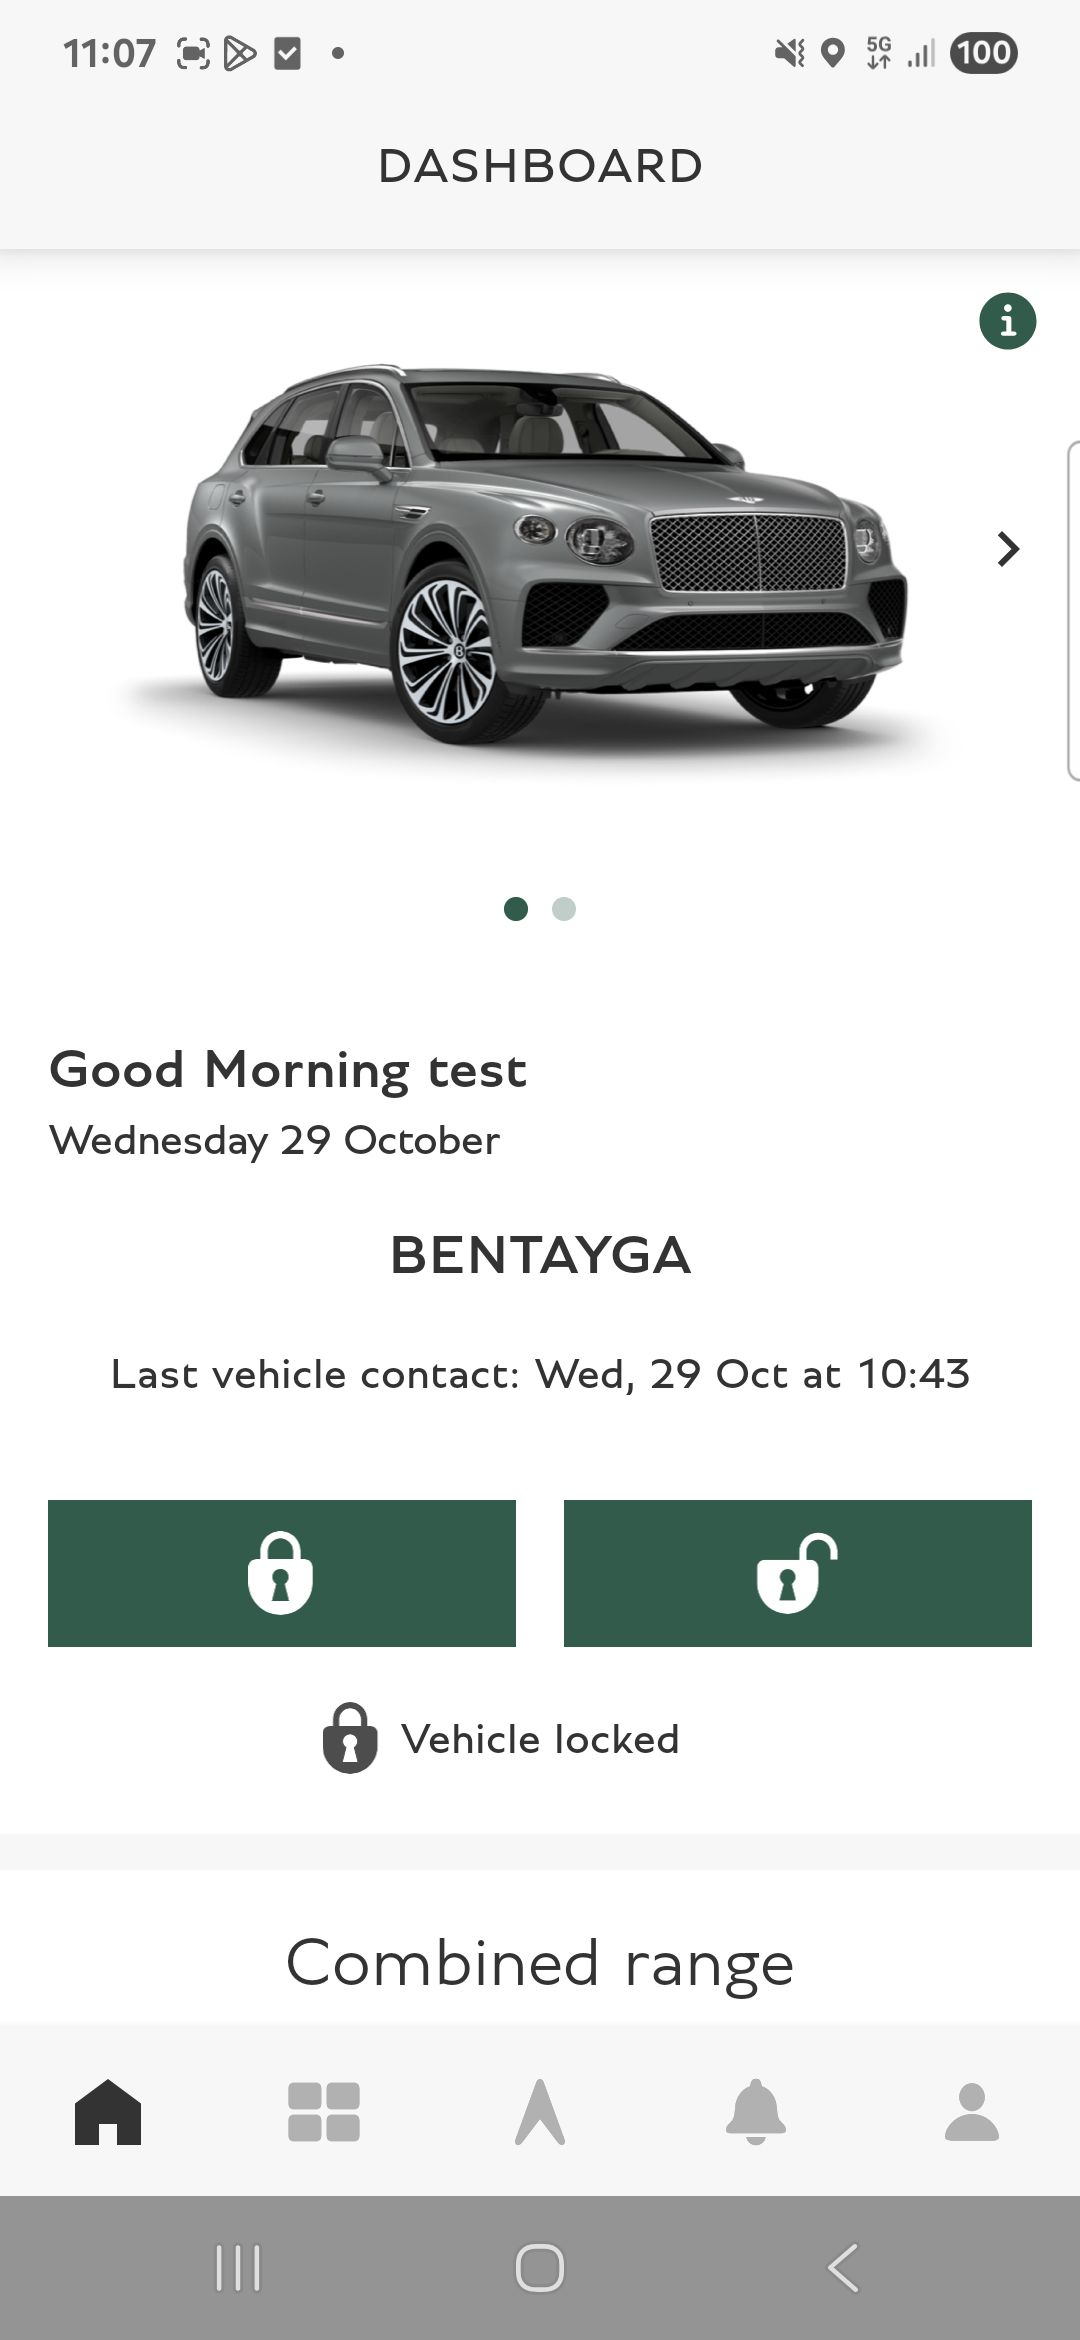 11:07
5G
100
DASHBOARD
Good Morning test
Wednesday 29 October
BENTAYGA
Last vehicle contact: Wed, 29 Oct at 10:43
Vehicle locked
Combined range